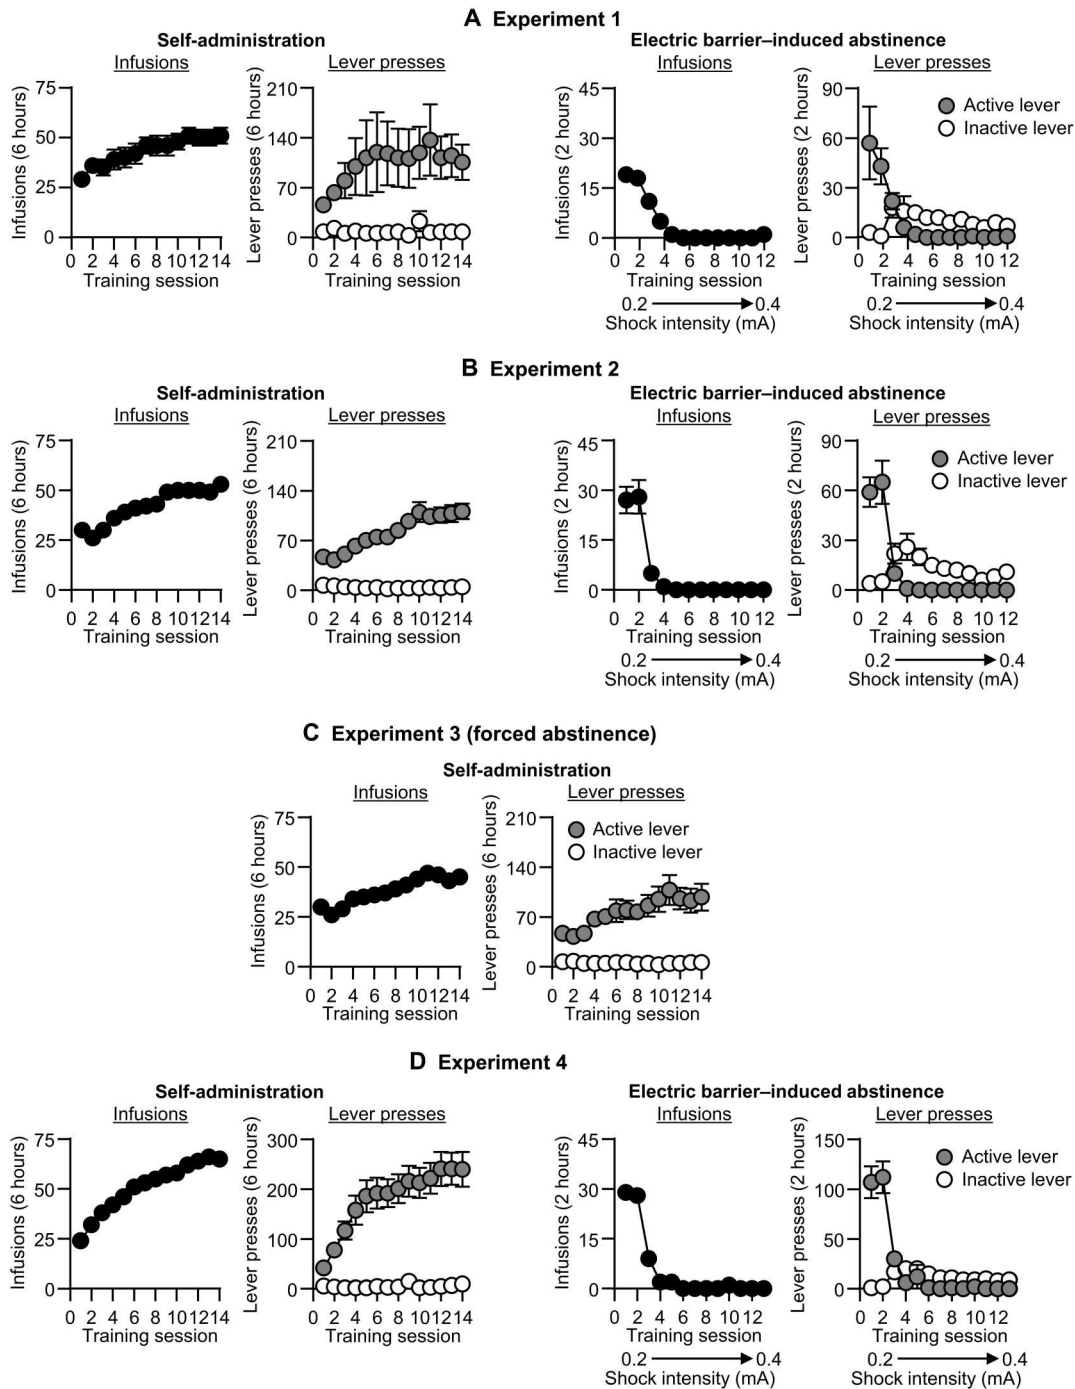 A Experiment 1
Self-administration
Electric barrier–induced abstinence
Infusions
Lever presses
Infusions
Lever presses
Infusions (6 hours)
75
50
25
0
0 2 4 6 8 10 12 14
Training session
Lever presses (6 hours)
210
140
70
0
0 2 4 6 8 10 12 14
Training session
Infusions (2 hours)
45
30
15
0
0 2 4 6 8 10 12
Training session
0.2 0.4
Shock intensity (mA)
Lever presses (2 hours)
90
60
30
0
Active lever
Inactive lever
0 2 4 6 8 10 12
Training session
0.2 0.4
Shock intensity (mA)
B Experiment 2
Self-administration
Electric barrier–induced abstinence
Infusions
Lever presses
Infusions
Lever presses
Infusions (6 hours)
75
50
25
0
0 2 4 6 8 10 12 14
Training session
Lever presses (6 hours)
210
140
70
0
0 2 4 6 8 10 12 14
Training session
Infusions (2 hours)
45
30
15
0
0 2 4 6 8 10 12
Training session
0.2 0.4
Shock intensity (mA)
Lever presses (2 hours)
90
60
30
0
Active lever
Inactive lever
0 2 4 6 8 10 12
Training session
0.2 0.4
Shock intensity (mA)
C Experiment 3 (forced abstinence)
Self-administration
Infusions
Lever presses
Infusions (6 hours)
75
50
25
0
0 2 4 6 8 10 12 14
Training session
Lever presses (6 hours)
210
140
70
0
Active lever
Inactive lever
0 2 4 6 8 10 12 14
Training session
D Experiment 4
Self-administration
Electric barrier–induced abstinence
Infusions
Lever presses
Infusions
Lever presses
Infusions (6 hours)
75
50
25
0
0 2 4 6 8 10 12 14
Training session
Lever presses (6 hours)
300
200
100
0
0 2 4 6 8 10 12 14
Training session
Infusions (2 hours)
45
30
15
0
0 2 4 6 8 10 12
Training session
0.2 0.4
Shock intensity (mA)
Lever presses (2 hours)
150
100
50
0
Active lever
Inactive lever
0 2 4 6 8 10 12
Training session
0.2 0.4
Shock intensity (mA)